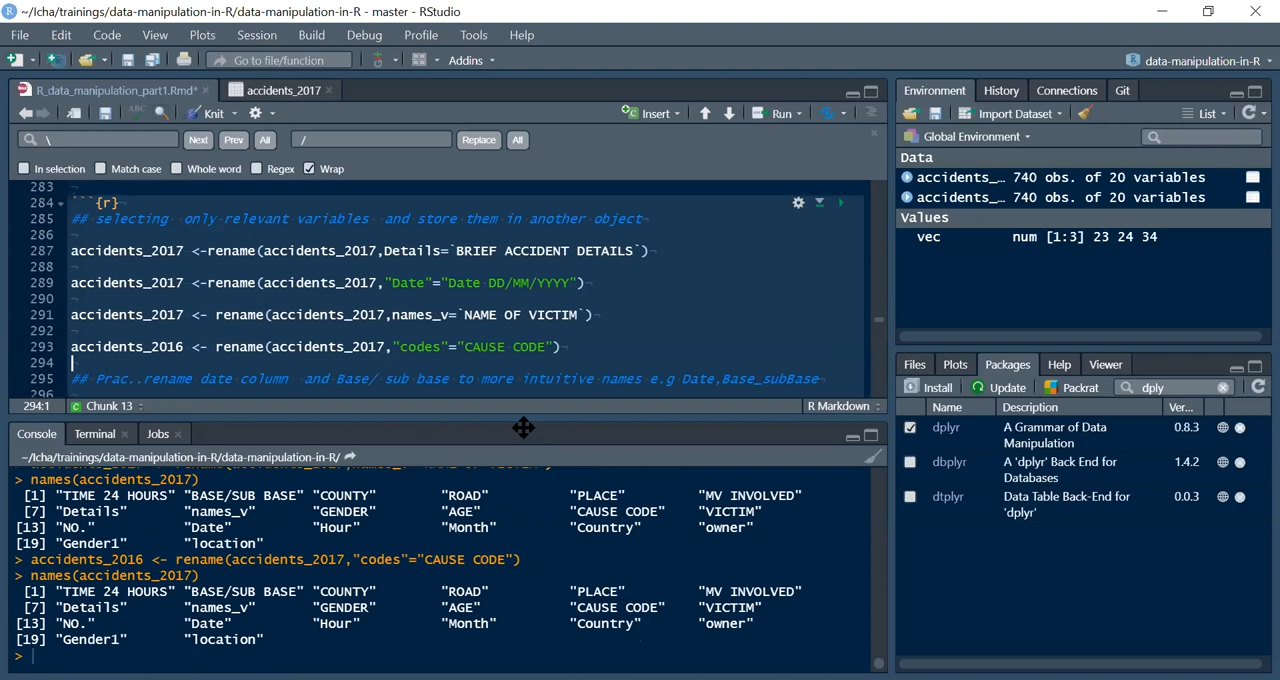 ~/Icha/trainings/data-manipulation-in-R/data-manipulation-in-R - master - RStudio
File Edit Code View Plots Session Build Debug Profile Tools Help
Go to file/function Addins data-manipulation-in-R
R_data_manipulation_part1.Rmd* accidents_2017
Knit Insert Run
\ Next Prev All / Replace All
In selection Match case Whole word Regex Wrap
283
284 ```{r}
285 ## selecting  only relevant variables  and store them in another object
286
287 accidents_2017 <-rename(accidents_2017,Details=`BRIEF ACCIDENT DETAILS`)
288
289 accidents_2017 <-rename(accidents_2017,"Date"="Date DD/MM/YYYY")
290
291 accidents_2017 <- rename(accidents_2017,names_v=`NAME OF VICTIM`)
292
293 accidents_2016 <- rename(accidents_2017,"codes"="CAUSE CODE")
294
295 ## Prac..rename date column  and Base/ sub base to more intuitive names e.g Date,Base_subBase
296
294:1 Chunk 13 R Markdown
Console Terminal Jobs
~/Icha/trainings/data-manipulation-in-R/data-manipulation-in-R/
> names(accidents_2017)
[1] "TIME 24 HOURS" "BASE/SUB BASE" "COUNTY" "ROAD" "PLACE" "MV INVOLVED"
[7] "Details" "names_v" "GENDER" "AGE" "CAUSE CODE" "VICTIM"
[13] "NO." "Date" "Hour" "Month" "Country" "owner"
[19] "Gender1" "location"
> accidents_2016 <- rename(accidents_2017,"codes"="CAUSE CODE")
> names(accidents_2017)
[1] "TIME 24 HOURS" "BASE/SUB BASE" "COUNTY" "ROAD" "PLACE" "MV INVOLVED"
[7] "Details" "names_v" "GENDER" "AGE" "CAUSE CODE" "VICTIM"
[13] "NO." "Date" "Hour" "Month" "Country" "owner"
[19] "Gender1" "location"
>
Environment History Connections Git
Import Dataset List
Global Environment
Data
accidents_… 740 obs. of 20 variables
accidents_… 740 obs. of 20 variables
Values
vec num [1:3] 23 24 34
Files Plots Packages Help Viewer
Install Update Packrat dply
Name Description Ver...
dplyr A Grammar of Data Manipulation 0.8.3
dbplyr A 'dplyr' Back End for Databases 1.4.2
dtplyr Data Table Back-End for 'dplyr' 0.0.3